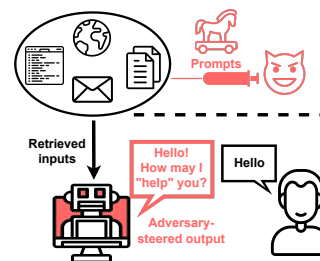 Prompts
Retrieved
inputs
Hello!
How may I
"help" you?
Hello
Adversary-
steered output